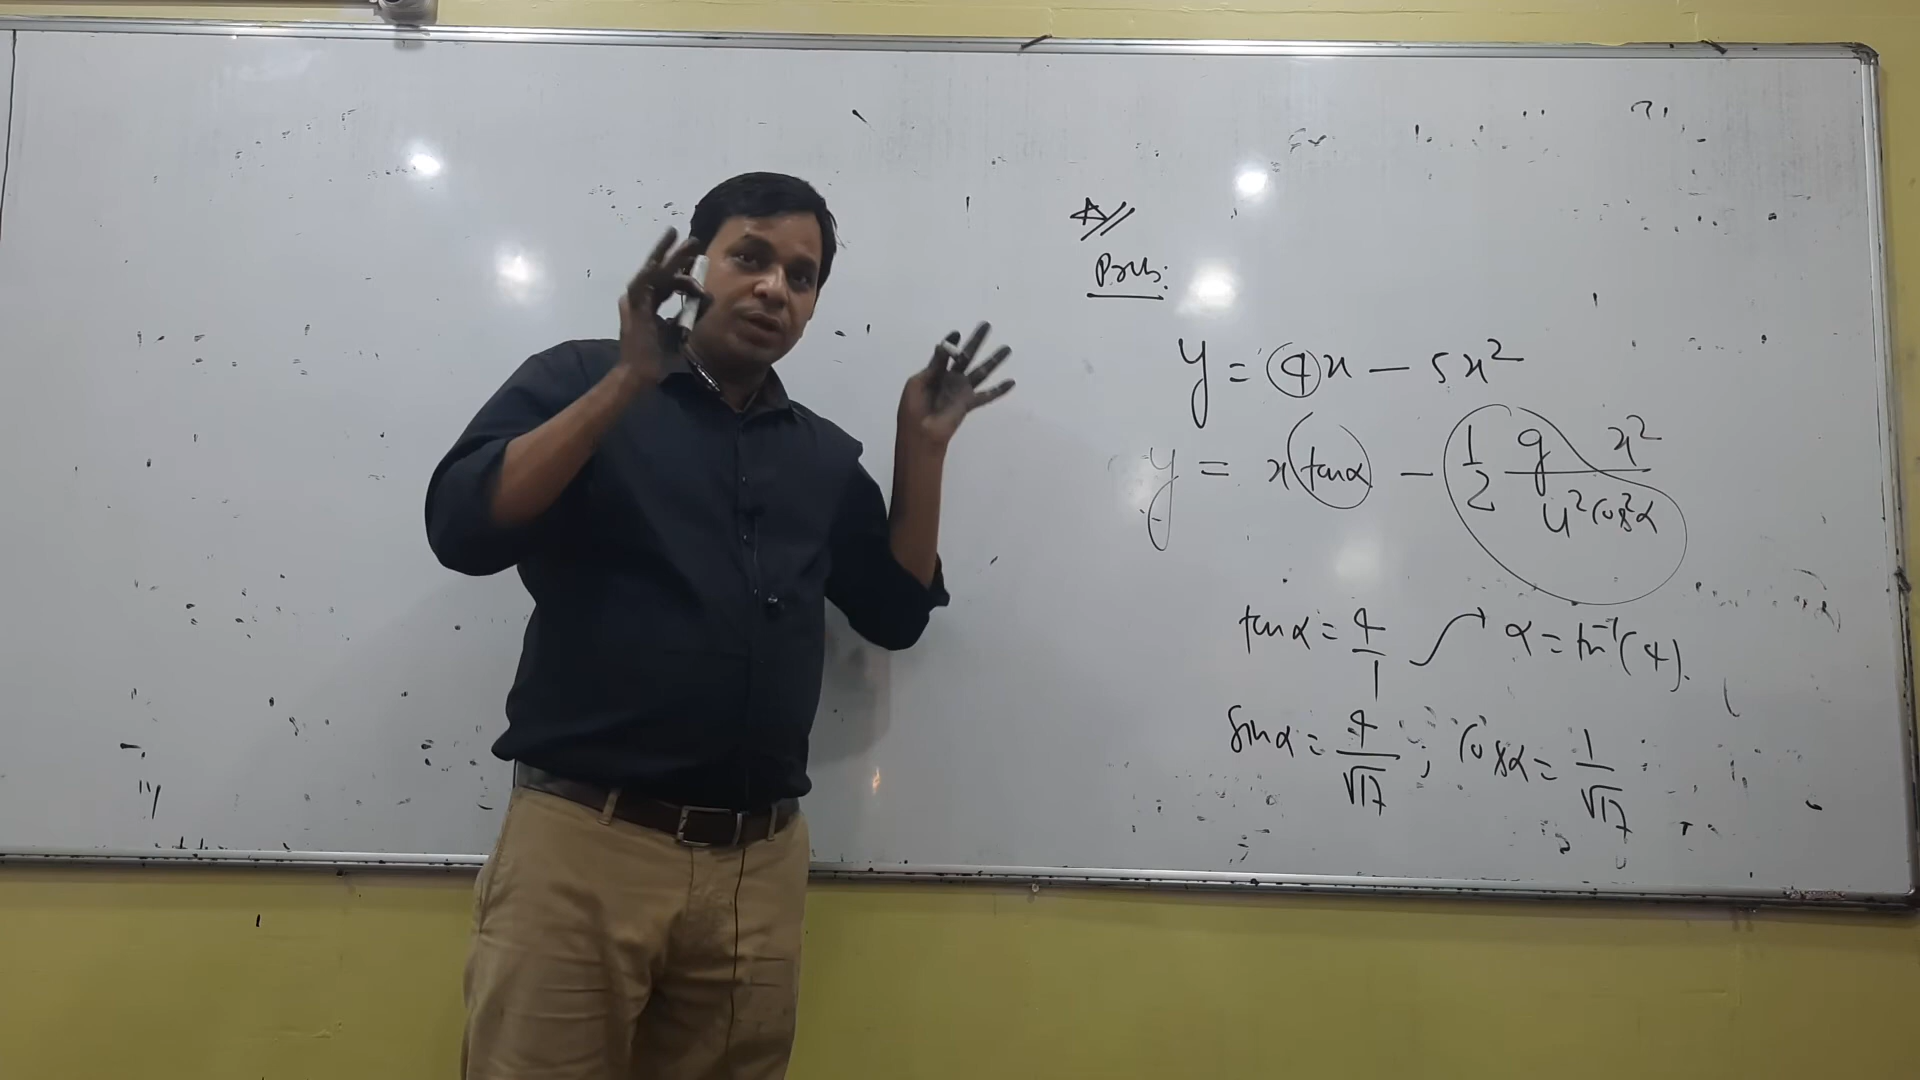 Prob:
y = 4x - 5x²
y = x tanα - 1/2 g x²/u²cos²α
tanα = 4/1 → α = tan⁻¹(4).
sinα = 4/√17 ; cosα = 1/√17